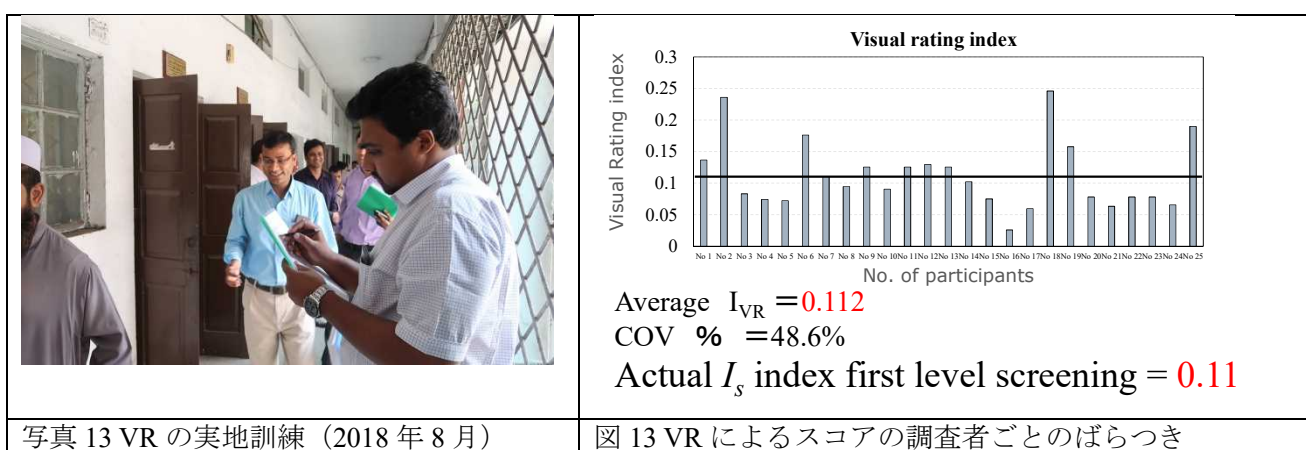 Visual rating index
Visual Rating index
0.3
0.25
0.2
0.15
0.1
0.05
0
No 1 No 2 No 3 No 4 No 5 No 6 No 7 No 8 No 9 No 10 No 11 No 12 No 13 No 14 No 15 No 16 No 17 No 18 No 19 No 20 No 21 No 22 No 23 No 24 No 25
No. of participants
Average I_VR ＝0.112
COV % ＝48.6%
Actual I_s index first level screening = 0.11
写真 13 VR の実地訓練（2018 年 8 月）
図 13 VR によるスコアの調査者ごとのばらつき